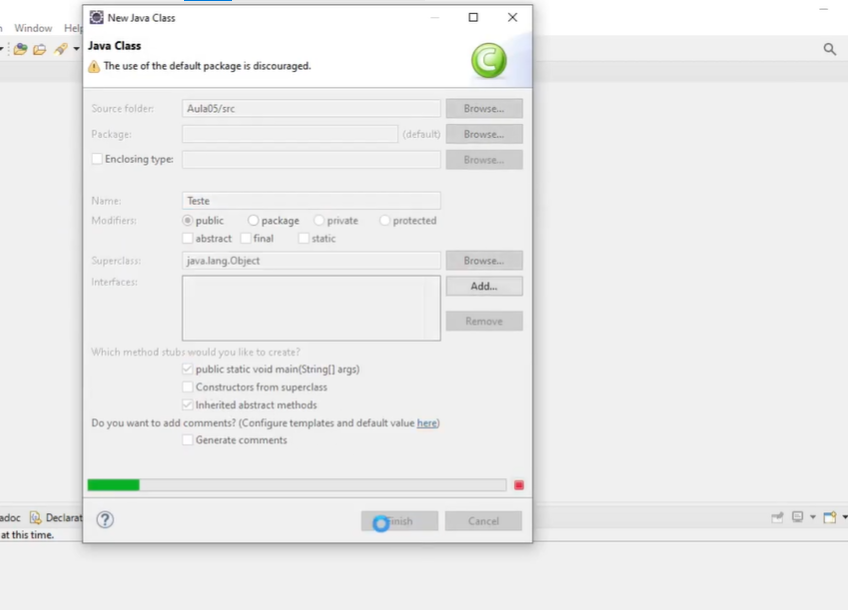 New Java Class
Window
Java Class
The use of the default package is discouraged.
Source folder: Aula05/src Browse...
Package: (default) Browse...
Enclosing type: Browse...
Name: Teste
Modifiers: public package private protected
abstract final static
Superclass: java.lang.Object Browse...
Interfaces: Add...
Remove
Which method stubs would you like to create?
public static void main(String[] args)
Constructors from superclass
Inherited abstract methods
Do you want to add comments? (Configure templates and default value here)
Generate comments
adoc Declarat
at this time.
Finish Cancel